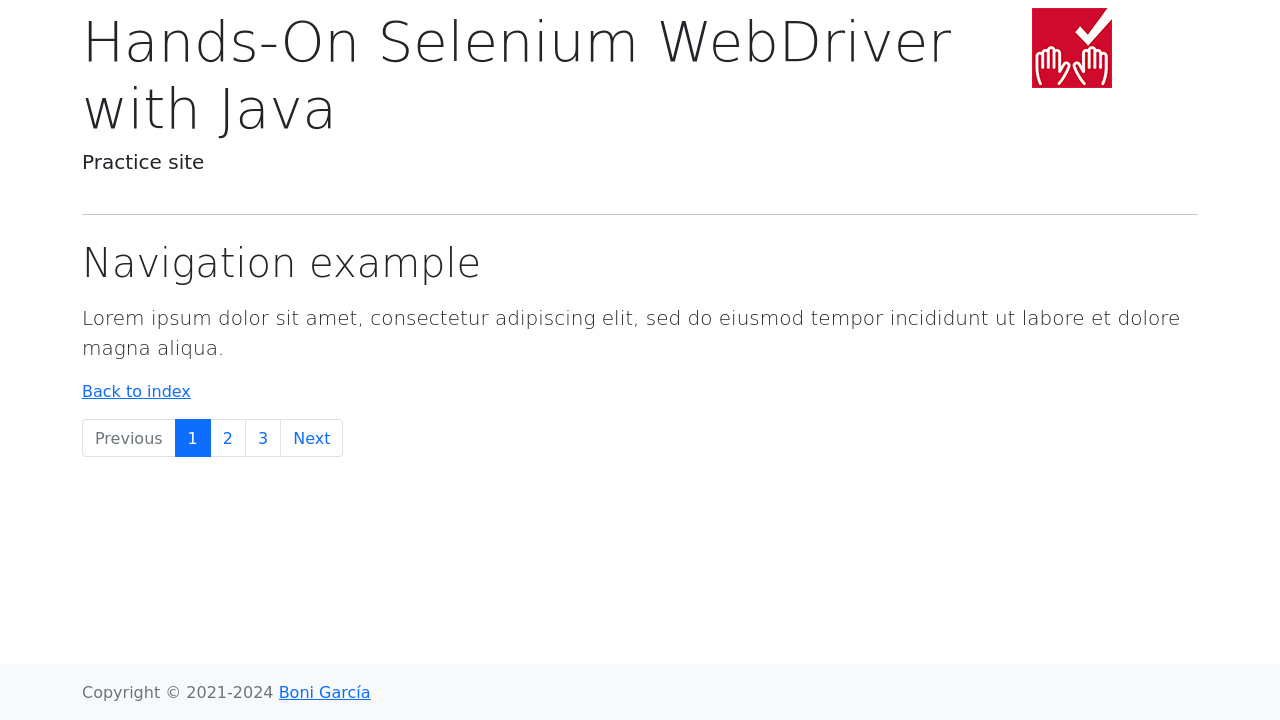 Hands-On Selenium WebDriver
with Java
Practice site
Navigation example
Lorem ipsum dolor sit amet, consectetur adipiscing elit, sed do eiusmod tempor incididunt ut labore et dolore
magna aliqua.
Back to index
Previous 1 2 3 Next
Copyright © 2021-2024 Boni García